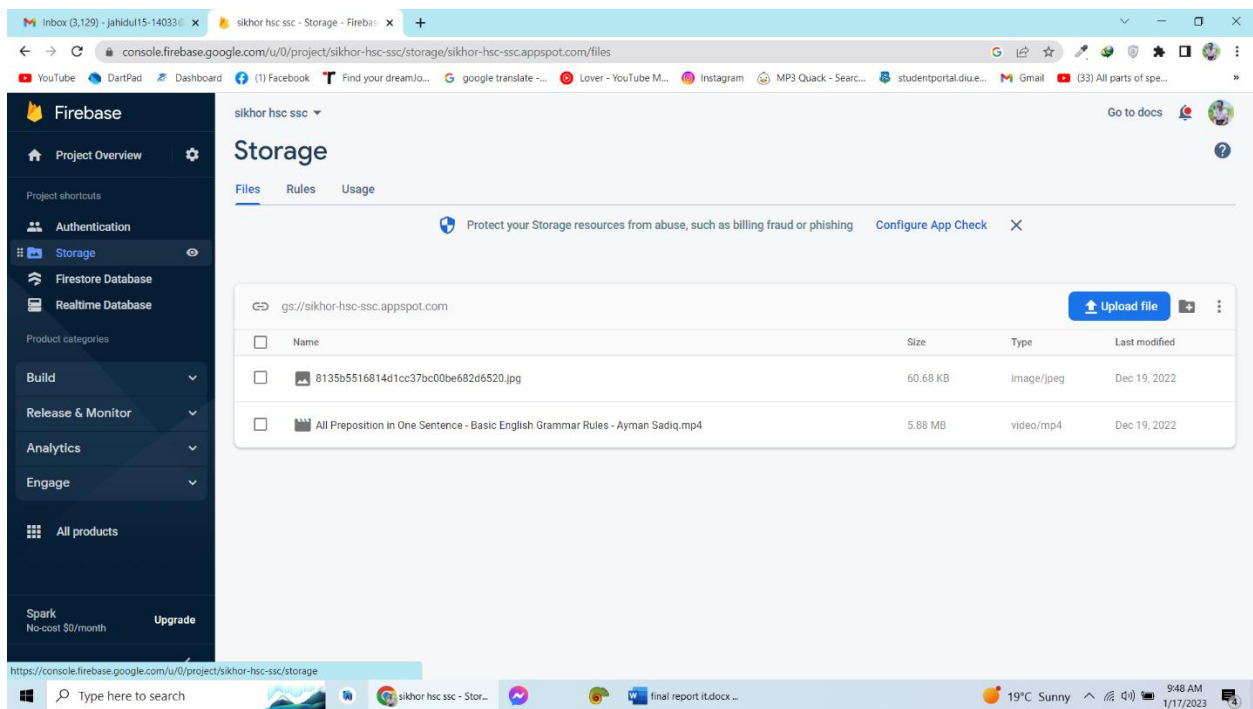 Inbox (3,129) - jahidul15-14033@ sikhor hsc ssc - Storage - Firebas
console.firebase.google.com/u/0/project/sikhor-hsc-ssc/storage/sikhor-hsc-ssc.appspot.com/files
YouTube DartPad Dashboard (1) Facebook Find your dreamJo... google translate -... Lover - YouTube M... Instagram MP3 Quack - Searc... studentportal.diu.e... Gmail (33) All parts of spe... »
Firebase
Project Overview
Project shortcuts
Authentication
Storage
Firestore Database
Realtime Database
Product categories
Build
Release & Monitor
Analytics
Engage
All products
Spark
No-cost $0/month
Upgrade
sikhor hsc ssc
Go to docs
Storage
Files Rules Usage
Protect your Storage resources from abuse, such as billing fraud or phishing Configure App Check
gs://sikhor-hsc-ssc.appspot.com
Upload file
Name Size Type Last modified
8135b5516814d1cc37bc00be682d6520.jpg 60.68 KB image/jpeg Dec 19, 2022
All Preposition in One Sentence - Basic English Grammar Rules - Ayman Sadiq.mp4 5.88 MB video/mp4 Dec 19, 2022
https://console.firebase.google.com/u/0/project/sikhor-hsc-ssc/storage
Type here to search sikhor hsc ssc - Stor... final report it.docx ... 19°C Sunny
9:48 AM
1/17/2023
4